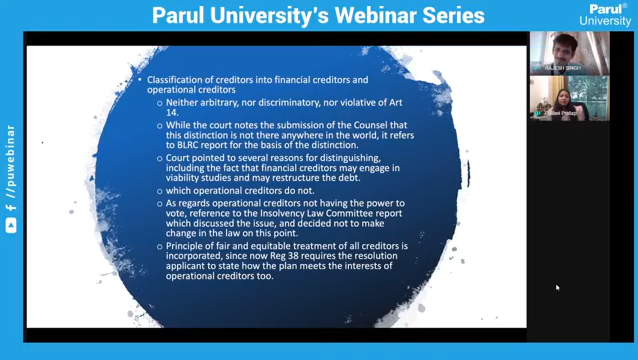 PARUL UNIVERSITY'S WEBINAR SERIES
Parul®
University
• Classification of creditors into financial creditors and
operational creditors
o Neither arbitrary, nor discriminatory, nor violative of Art
14.
o While the court notes the submission of the Counsel that
this distinction is not there anywhere in the world, it refers
to BLRC report for the basis of the distinction.
o Court pointed to several reasons for distinguishing,
including the fact that financial creditors may engage in
viability studies and may restructure the debt.
o which operational creditors do not.
o As regards operational creditors not having the power to
vote, reference to the Insolvency Law Committee report
which discussed the issue, and decided not to make
change in the law on this point.
o Principle of fair and equitable treatment of all creditors is
incorporated, since now Reg 38 requires the resolution
applicant to state how the plan meets the interests of
operational creditors too.
RAJESH SINGH
Pratap
/puwebinar